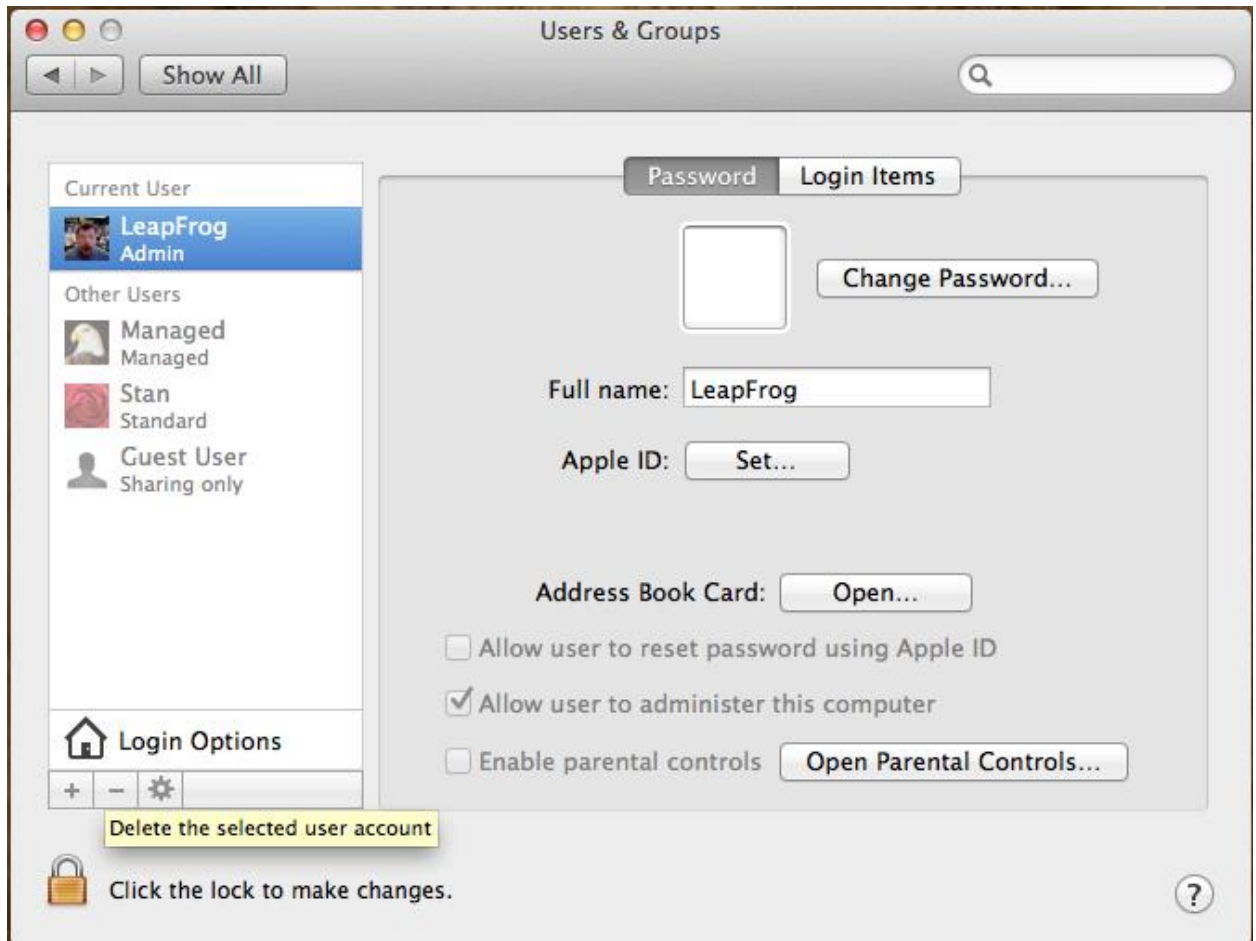 Users & Groups
Show All
Current User
LeapFrog
Admin
Other Users
Managed
Managed
Stan
Standard
Guest User
Sharing only
Login Options
+ −
Delete the selected user account
Password Login Items
Change Password...
Full name: LeapFrog
Apple ID: Set...
Address Book Card: Open...
Allow user to reset password using Apple ID
Allow user to administer this computer
Enable parental controls Open Parental Controls...
Click the lock to make changes.
?